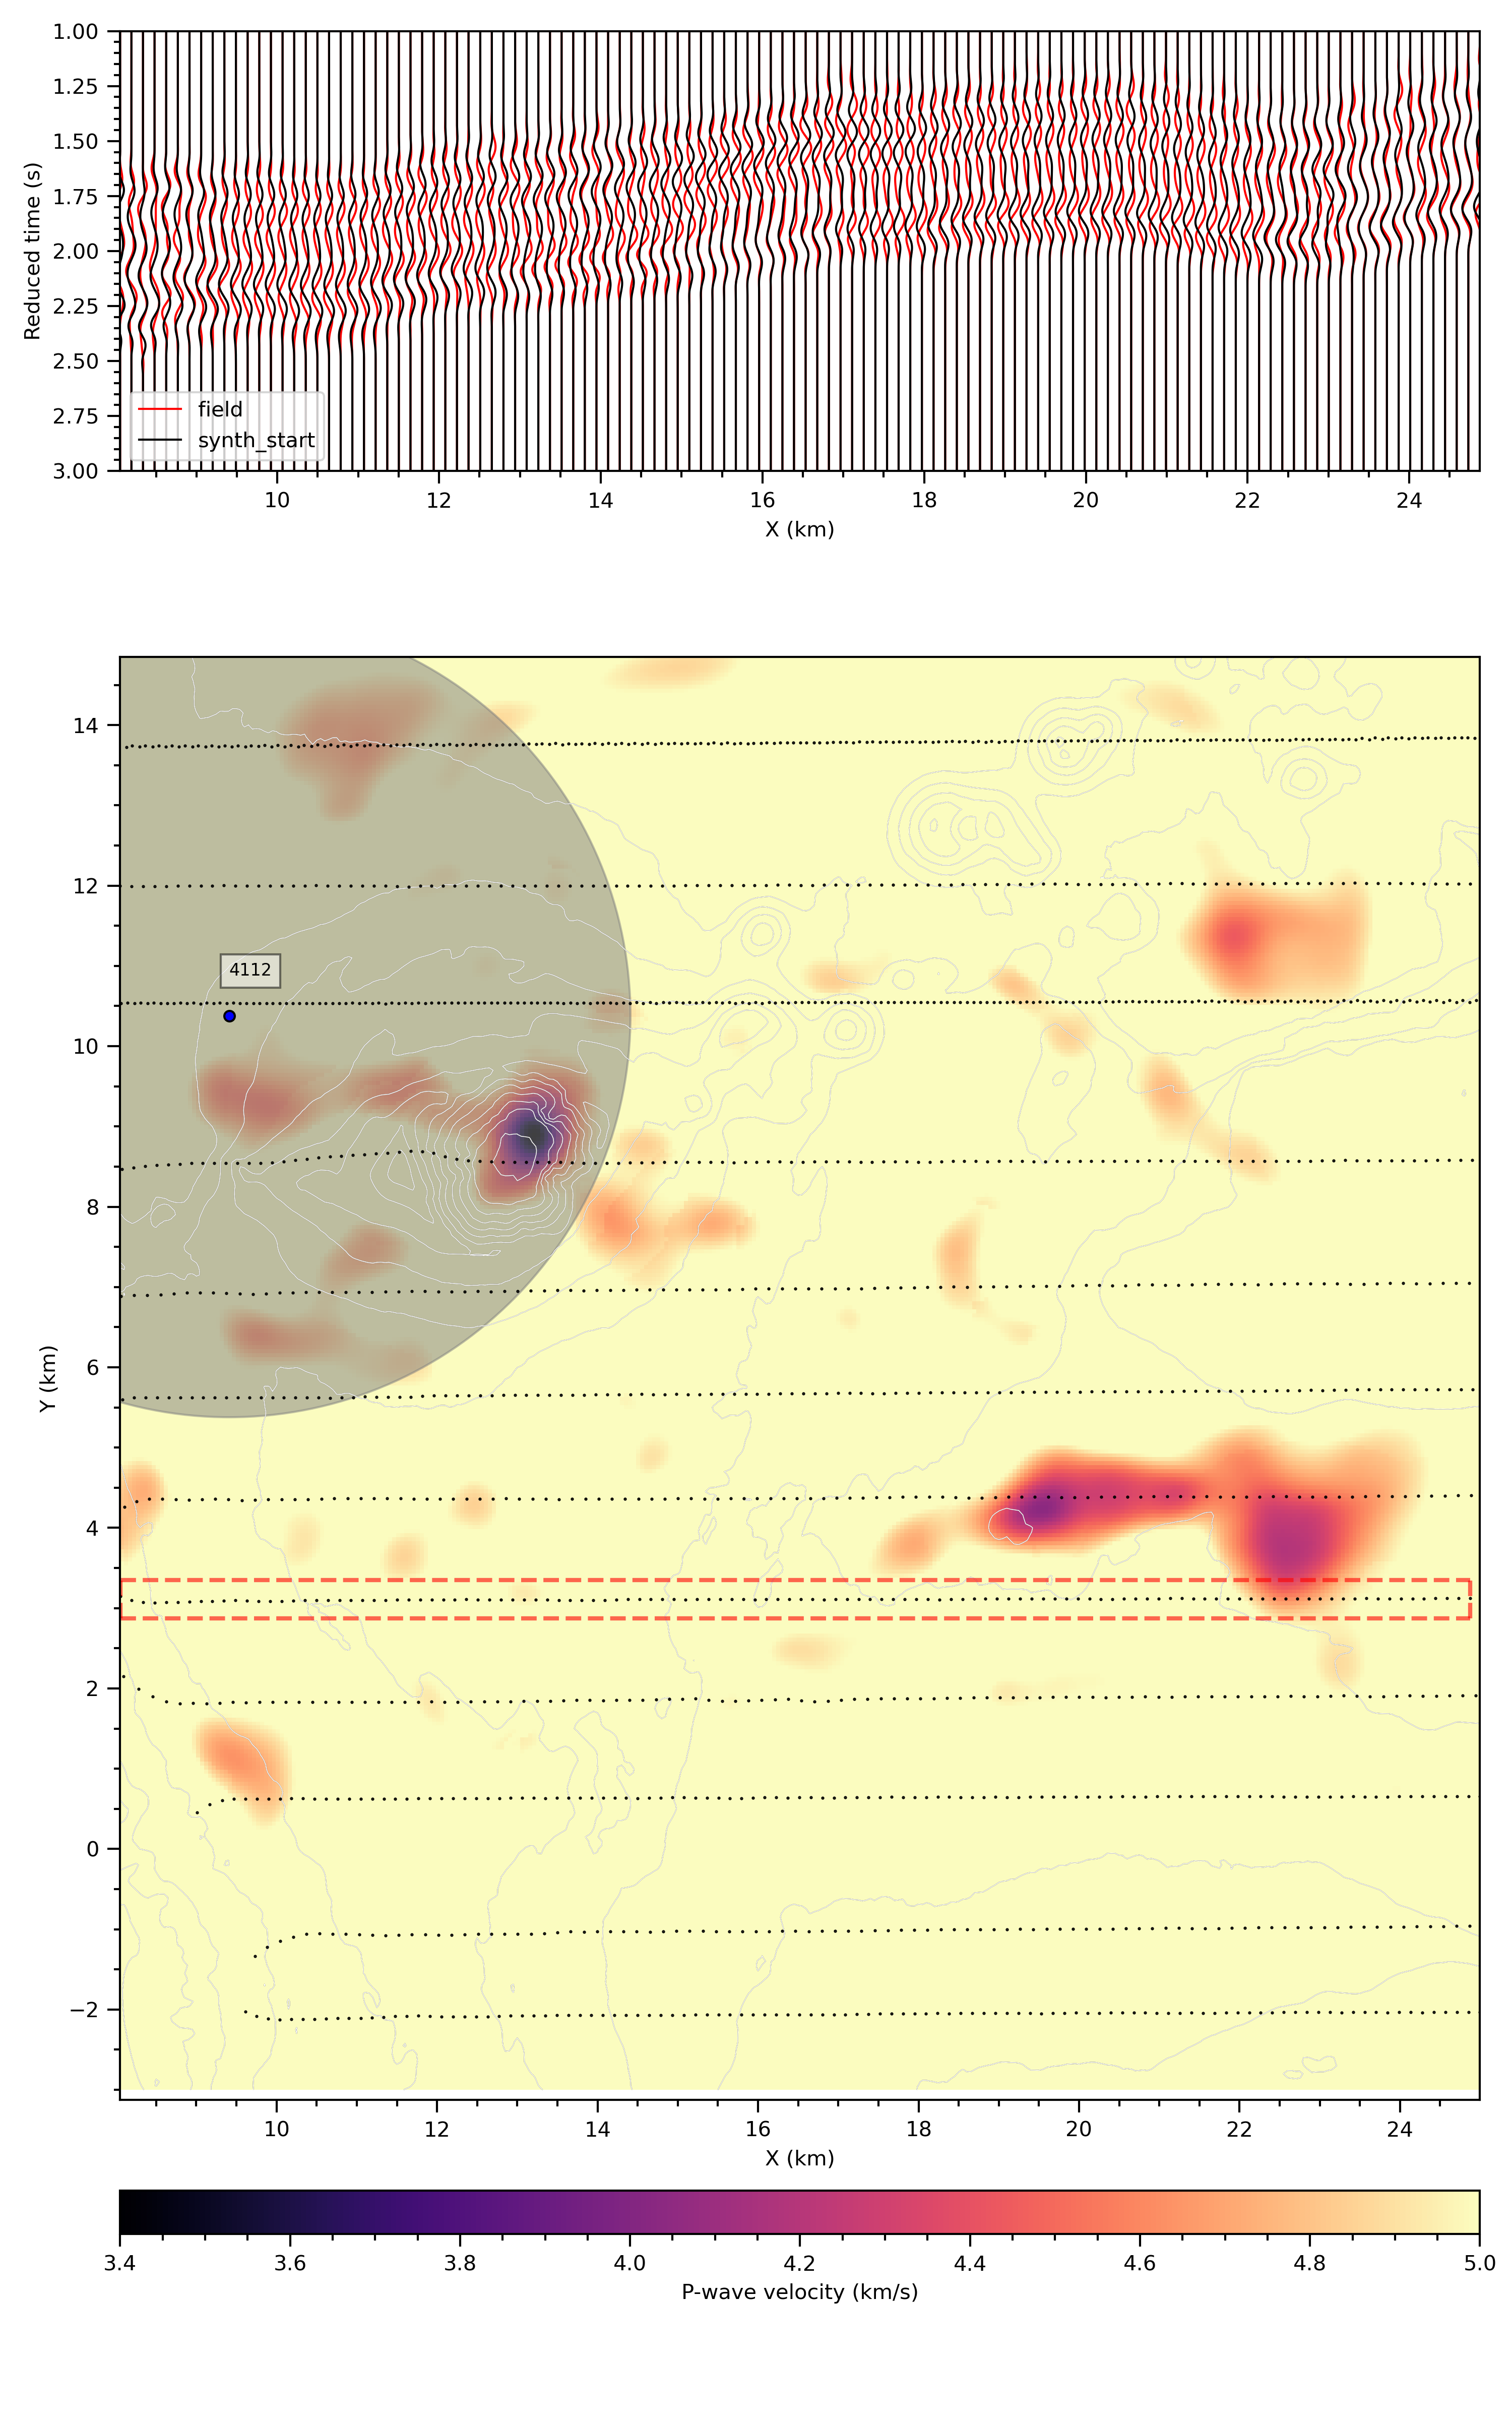 1.00
1.25
1.50
1.75
2.00
2.25
2.50
2.75
3.00
Reduced time (s)
field
synth_start
10 12 14 16 18 20 22 24
X (km)
14
12
10
8
6
4
2
0
−2
Y (km)
4112
10 12 14 16 18 20 22 24
X (km)
3.4 3.6 3.8 4.0 4.2 4.4 4.6 4.8 5.0
P-wave velocity (km/s)